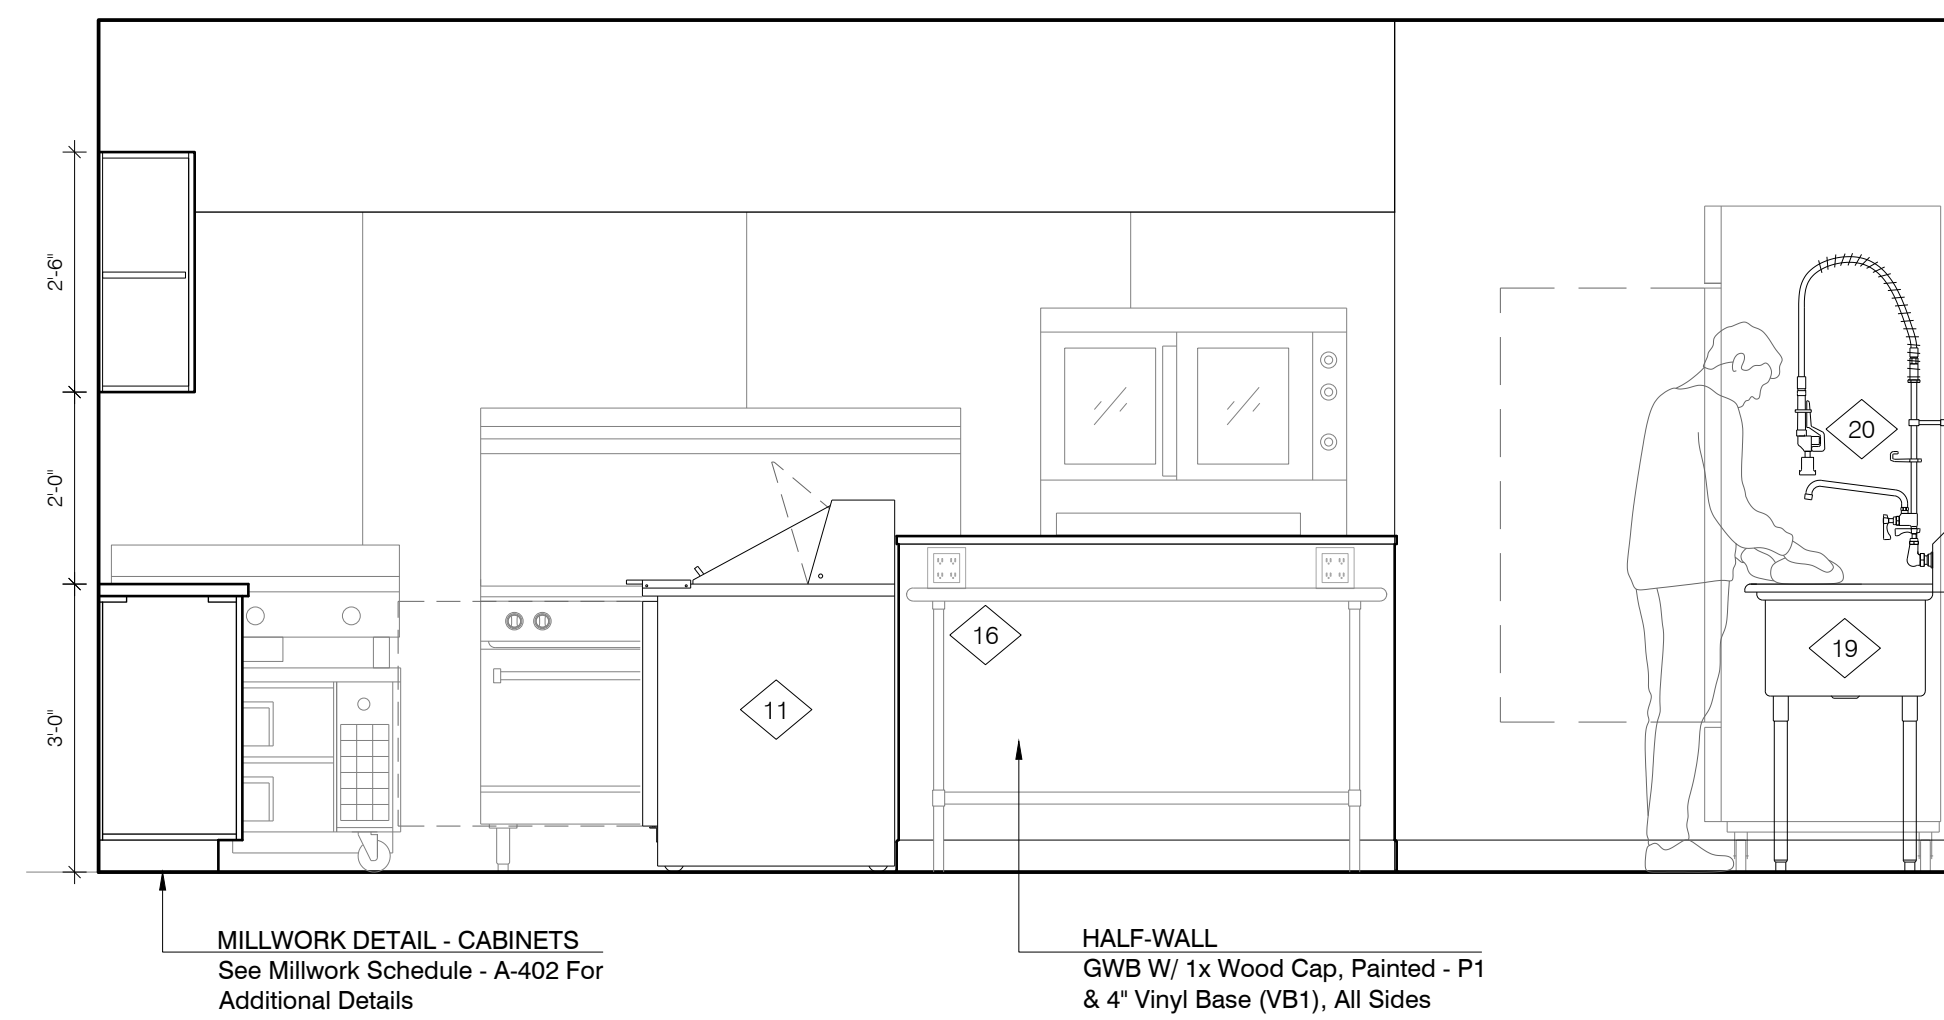 2'-6"
2'-0"
3'-0"
20
16
19
11
MILLWORK DETAIL - CABINETS
See Millwork Schedule - A-402 For
Additional Details
HALF-WALL
GWB W/ 1x Wood Cap, Painted - P1
& 4" Vinyl Base (VB1), All Sides